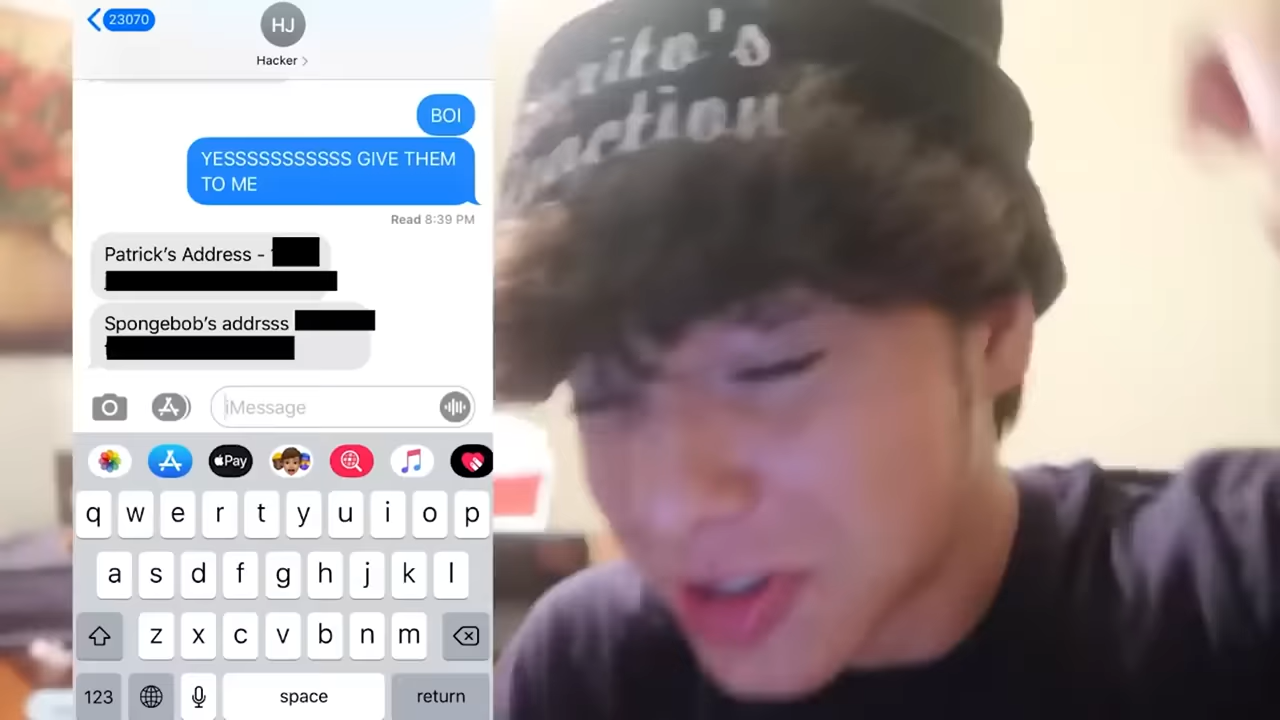 23070
HJ
Hacker
BOI
YESSSSSSSSSSS GIVE THEM
TO ME
Read 8:39 PM
Patrick's Address -
Spongebob's addrsss
iMessage
Pay
q w e r t y u i o p
a s d f g h j k l
z x c v b n m
123
space
return